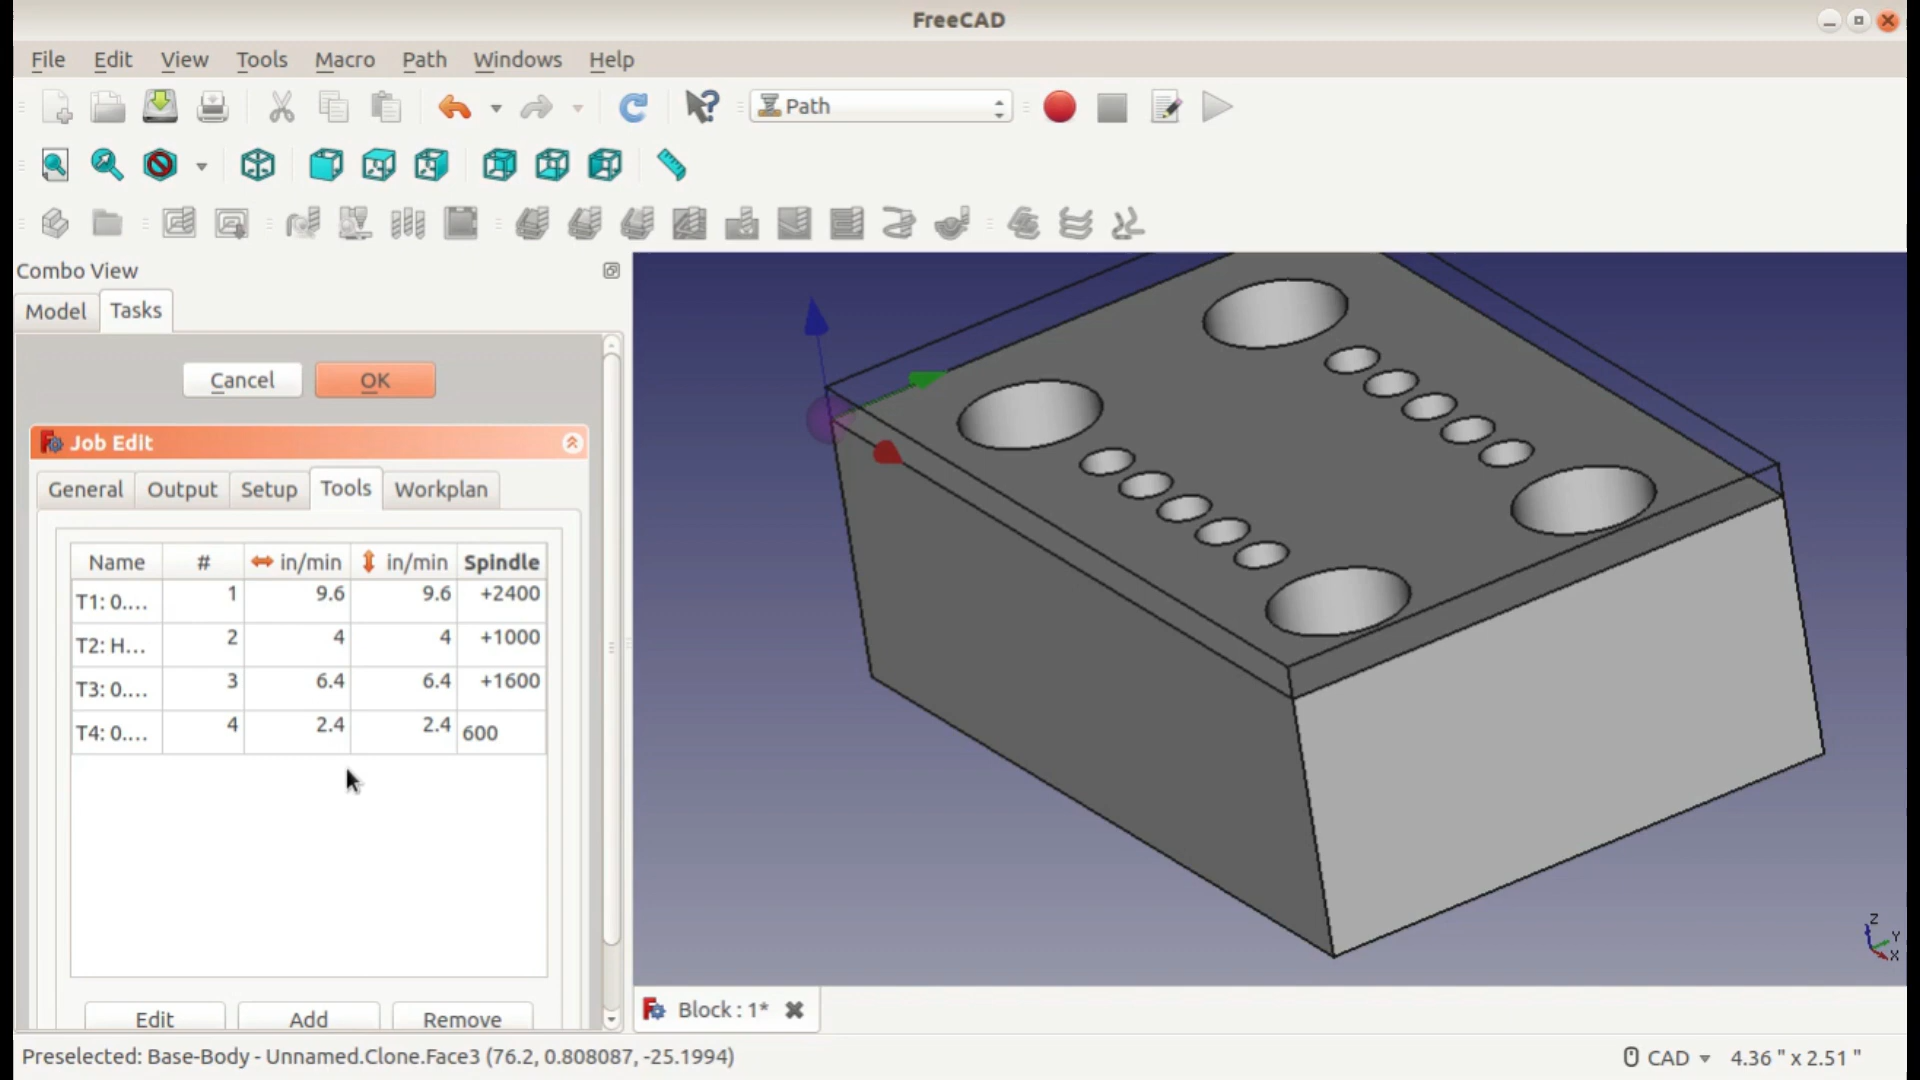 FreeCAD
File Edit View Tools Macro Path Windows Help
Path
Combo View
Model Tasks
Cancel OK
Job Edit
General Output Setup Tools Workplan
Name # in/min in/min Spindle
T1: 0.... 1 9.6 9.6 +2400
T2: H... 2 4 4 +1000
T3: 0.... 3 6.4 6.4 +1600
T4: 0.... 4 2.4 2.4 600
Edit Add Remove
Z
Y
X
Block : 1*
Preselected: Base-Body - Unnamed.Clone.Face3 (76.2, 0.808087, -25.1994)
CAD 4.36 " x 2.51 "